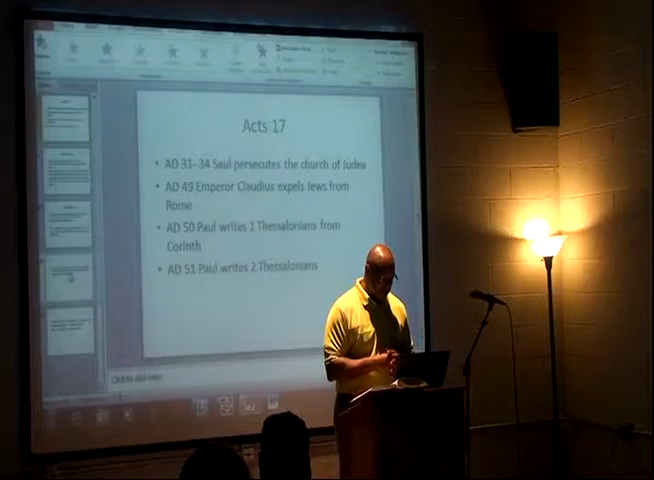 Acts 17
• AD 31- 34 Saul persecutes the church of Judea
• AD 49 Emperor Claudius expels Jews from
Rome
• AD 50 Paul writes 1 Thessalonians from
Corinth
• AD 51 Paul writes 2 Thessalonians
Click to add notes